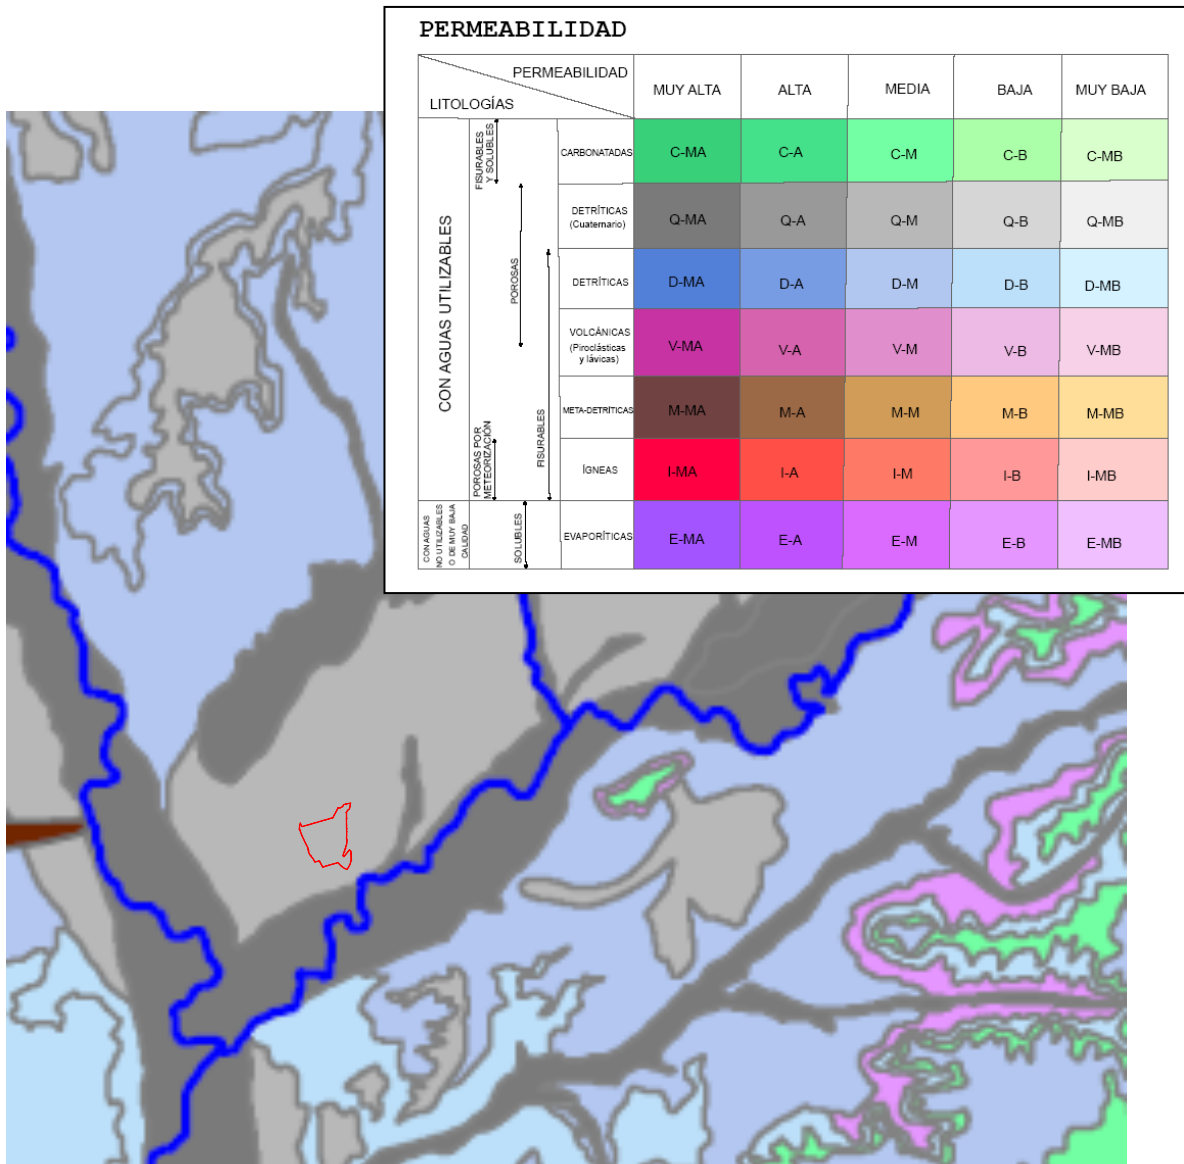 PERMEABILIDAD
PERMEABILIDAD
LITOLOGÍAS
MUY ALTA
ALTA
MEDIA
BAJA
MUY BAJA
CON AGUAS UTILIZABLES
FISURABLES
Y SOLUBLES
POROSAS
FISURABLES
POROSAS POR
METEORIZACIÓN
CARBONATADAS
C-MA
C-A
C-M
C-B
C-MB
DETRÍTICAS
(Cuaternario)
Q-MA
Q-A
Q-M
Q-B
Q-MB
DETRÍTICAS
D-MA
D-A
D-M
D-B
D-MB
VOLCÁNICAS
(Piroclásticas
y lávicas)
V-MA
V-A
V-M
V-B
V-MB
META-DETRÍTICAS
M-MA
M-A
M-M
M-B
M-MB
ÍGNEAS
I-MA
I-A
I-M
I-B
I-MB
CON AGUAS
NO UTILIZABLES
O DE MUY BAJA
CALIDAD
SOLUBLES
EVAPORÍTICAS
E-MA
E-A
E-M
E-B
E-MB